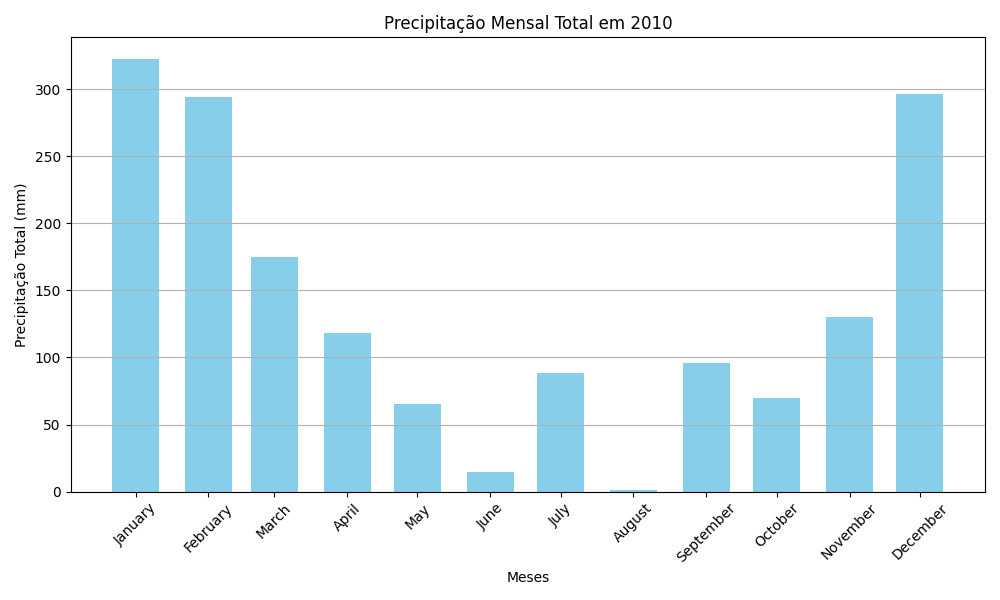 Precipitação Mensal Total em 2010
Precipitação Total (mm)
300
250
200
150
100
50
0
January
February
March
April
May
June
July
August
September
October
November
December
Meses